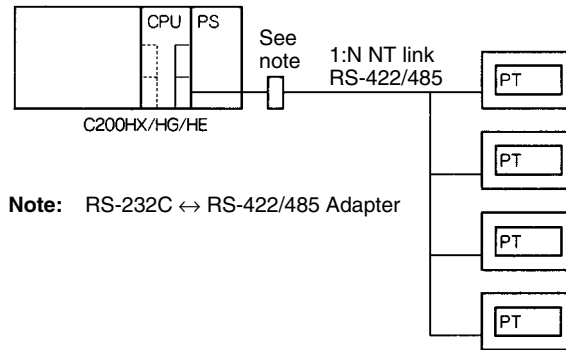 CPU PS
See
note
1:N NT link
RS-422/485
PT
C200HX/HG/HE
PT
Note: RS-232C ↔ RS-422/485 Adapter
PT
PT